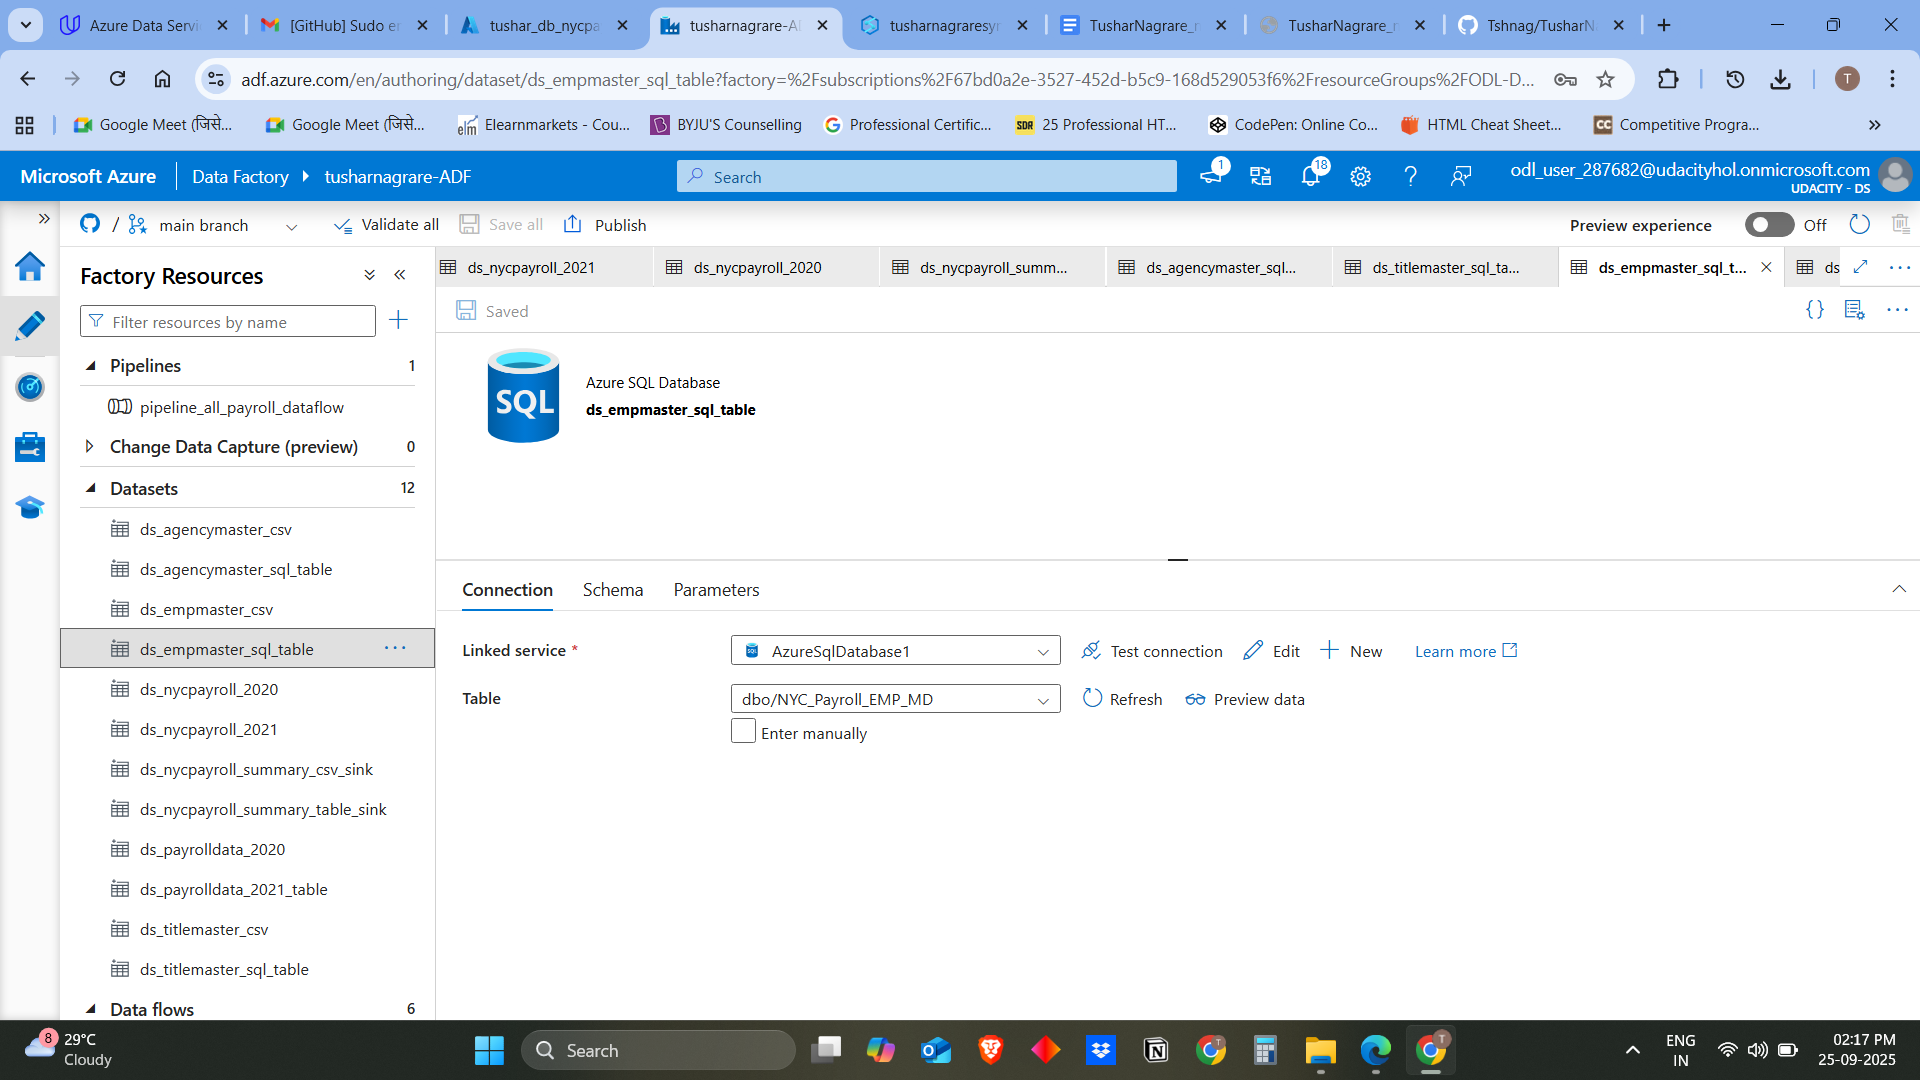 Azure Data Servi
[GitHub] Sudo er
tushar_db_nycpa
tusharnagrare-A
tusharnagraresyn
TusharNagrare_r
TusharNagrare_r
Tshnag/TusharN
adf.azure.com/en/authoring/dataset/ds_empmaster_sql_table?factory=%2Fsubscriptions%2F67bd0a2e-3527-452d-b5c9-168d529053f6%2FresourceGroups%2FODL-D...
T
Google Meet (जिसे...
Google Meet (जिसे...
elm
Elearnmarkets - Cou...
BYJU'S Counselling
Professional Certific...
SDR
25 Professional HT...
CodePen: Online Co...
HTML Cheat Sheet...
CC
Competitive Progra...
Microsoft Azure
Data Factory
tusharnagrare-ADF
Search
1
18
odl_user_287682@udacityhol.onmicrosoft.com
UDACITY - DS
/ main branch
Validate all
Save all
Publish
Preview experience
Off
Factory Resources
Filter resources by name
Pipelines 1
pipeline_all_payroll_dataflow
Change Data Capture (preview) 0
Datasets 12
ds_agencymaster_csv
ds_agencymaster_sql_table
ds_empmaster_csv
ds_empmaster_sql_table
ds_nycpayroll_2020
ds_nycpayroll_2021
ds_nycpayroll_summary_csv_sink
ds_nycpayroll_summary_table_sink
ds_payrolldata_2020
ds_payrolldata_2021_table
ds_titlemaster_csv
ds_titlemaster_sql_table
Data flows 6
ds_nycpayroll_2021
ds_nycpayroll_2020
ds_nycpayroll_summ...
ds_agencymaster_sql...
ds_titlemaster_sql_ta...
ds_empmaster_sql_t...
ds
Saved
SQL
Azure SQL Database
ds_empmaster_sql_table
Connection
Schema
Parameters
Linked service *
AzureSqlDatabase1
Test connection
Edit
New
Learn more
Table
dbo/NYC_Payroll_EMP_MD
Refresh
Preview data
Enter manually
8
29°C
Cloudy
Search
ENG
IN
02:17 PM
25-09-2025